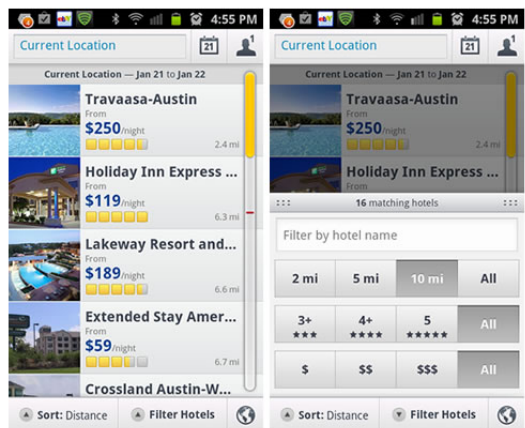 4:55 PM
Current Location
21
1
Current Location — Jan 21 to Jan 22
Travaasa-Austin
From
$250/night
2.4 mi
Holiday Inn Express ...
From
$119/night
6.3 mi
Lakeway Resort and...
From
$189/night
6.6 mi
Extended Stay Amer...
From
$59/night
6.7 mi
Crossland Austin-W...
Sort: Distance
Filter Hotels
4:55 PM
Current Location
21
1
Current Location — Jan 21 to Jan 22
Travaasa-Austin
From
$250/night
2.4 mi
Holiday Inn Express ...
16 matching hotels
Filter by hotel name
2 mi
5 mi
10 mi
All
3+
4+
5
All
$
$$
$$$
All
Sort: Distance
Filter Hotels